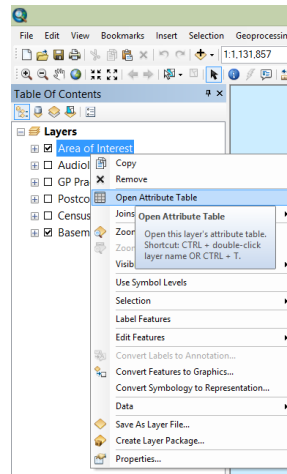 File Edit View Bookmarks Insert Selection Geoprocessin
1:1,131,857
Table Of Contents
Layers
Area of Interest
Audiol
GP Pra
Postco
Census
Basem
Copy
Remove
Open Attribute Table
Joins
Open Attribute Table
Open this layer's attribute table.
Shortcut: CTRL + double-click
layer name OR CTRL + T.
Zoor
Zoor
Visib
Use Symbol Levels
Selection
Label Features
Edit Features
Convert Labels to Annotation...
Convert Features to Graphics...
Convert Symbology to Representation...
Data
Save As Layer File...
Create Layer Package...
Properties...